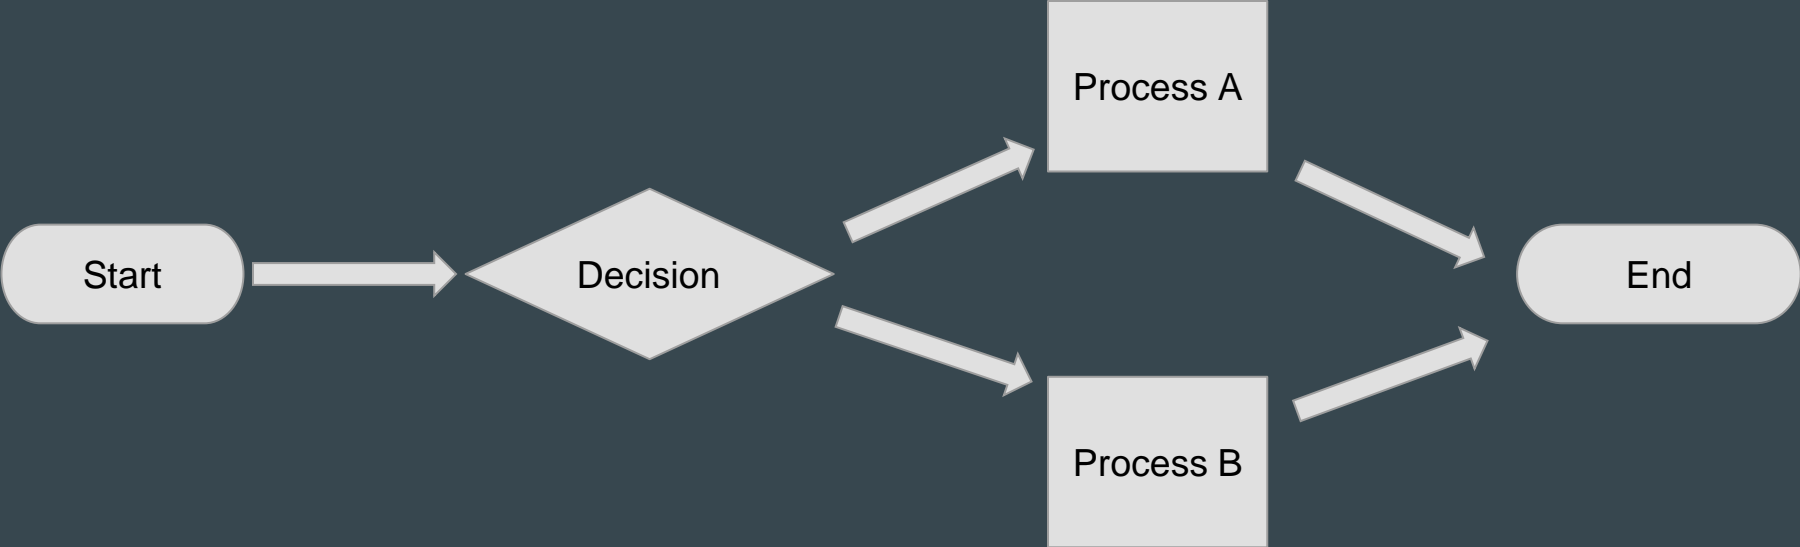 Start
Decision
Process A
Process B
End